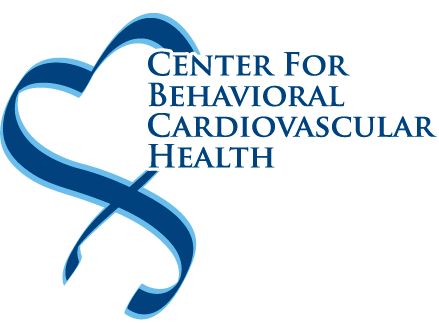 Center For
Behavioral
Cardiovascular
Health